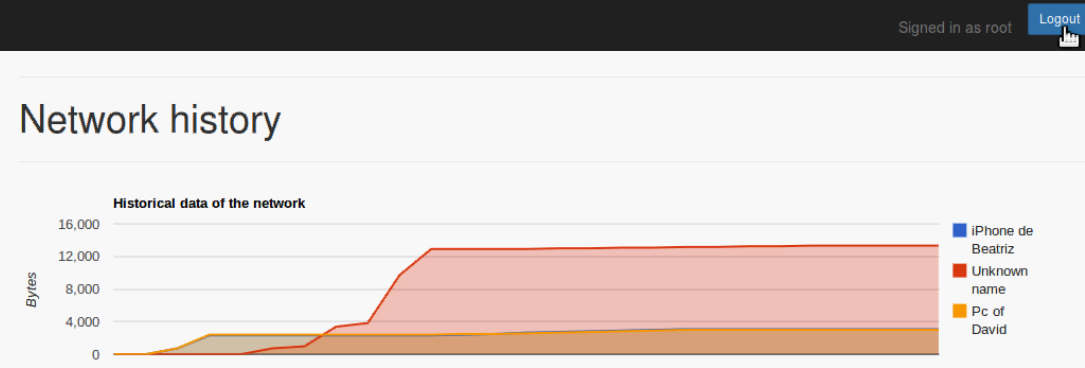 Signed in as root
Logout
Network history
Historical data of the network
16,000
12,000
8,000
4,000
0
Bytes
iPhone de
Beatriz
Unknown
name
Pc of
David